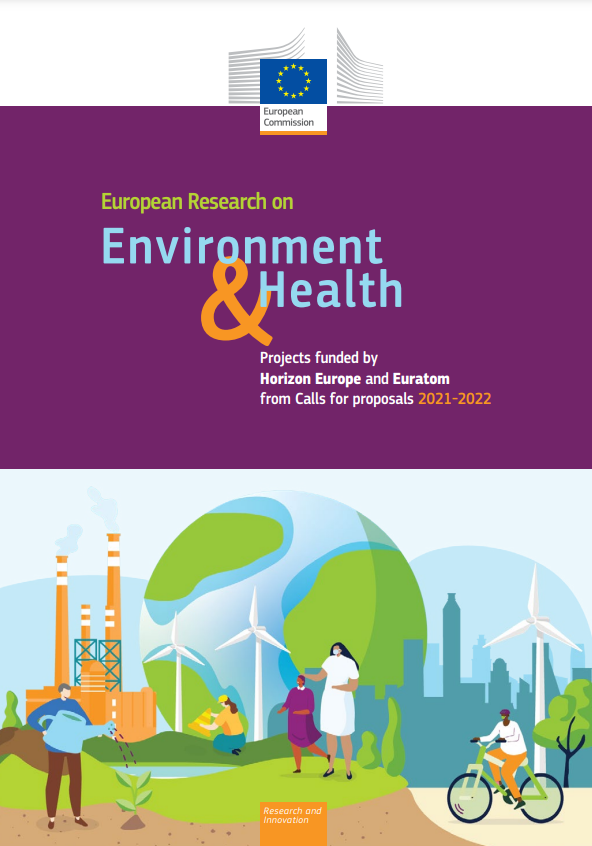 European
Commission
European Research on
Environment
& Health
Projects funded by
Horizon Europe and Euratom
from Calls for proposals 2021-2022
Research and
Innovation